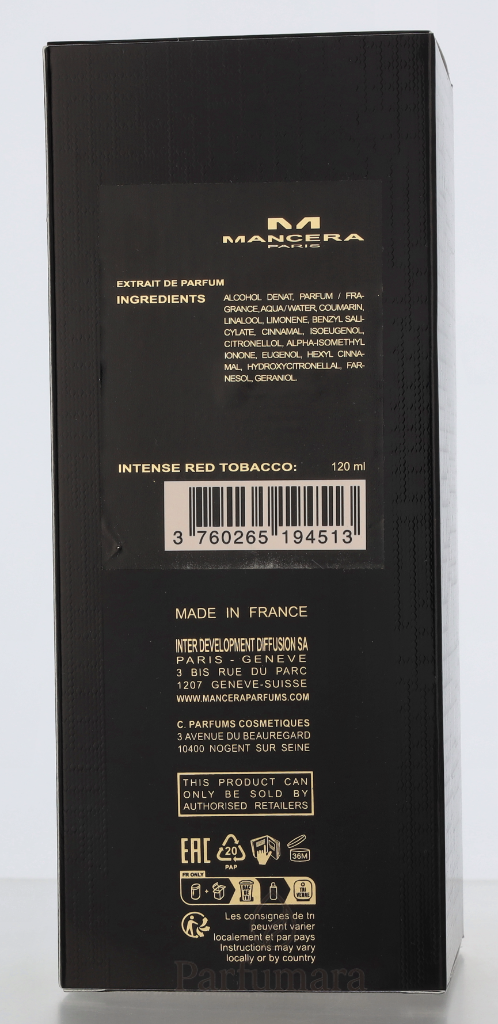 MANCERA
PARIS
EXTRAIT DE PARFUM
INGREDIENTS
ALCOHOL DENAT, PARFUM / FRA-
GRANCE, AQUA / WATER, COUMARIN,
LINALOOL, LIMONENE, BENZYL SALI-
CYLATE, CINNAMAL, ISOEUGENOL,
CITRONELLOL, ALPHA-ISOMETHYL
IONONE, EUGENOL, HEXYL CINNA-
MAL, HYDROXYCITRONELLAL, FAR-
NESOL, GERANIOL.
INTENSE RED TOBACCO: 120 ml
3 760265 194513
MADE IN FRANCE
INTER DEVELOPMENT DIFFUSION SA
PARIS - GENEVE
3 BIS RUE DU PARC
1207 GENEVE-SUISSE
WWW.MANCERAPARFUMS.COM
C. PARFUMS COSMETIQUES
3 AVENUE DU BEAUREGARD
10400 NOGENT SUR SEINE
THIS PRODUCT CAN
ONLY BE SOLD BY
AUTHORISED RETAILERS
EAC
20
PAP
36M
FR ONLY
+
BAC
DE
TRI
TRI
VERRE
Les consignes de tri
peuvent varier
localement et par pays
Instructions may vary
locally or by country
Parfumara